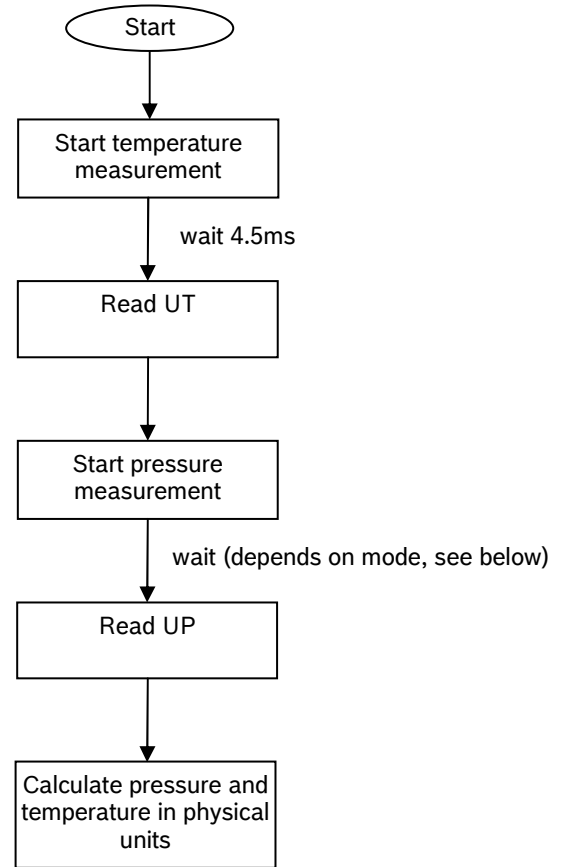 Start
Start temperature
measurement
wait 4.5ms
Read UT
Start pressure
measurement
wait (depends on mode, see below)
Read UP
Calculate pressure and
temperature in physical
units